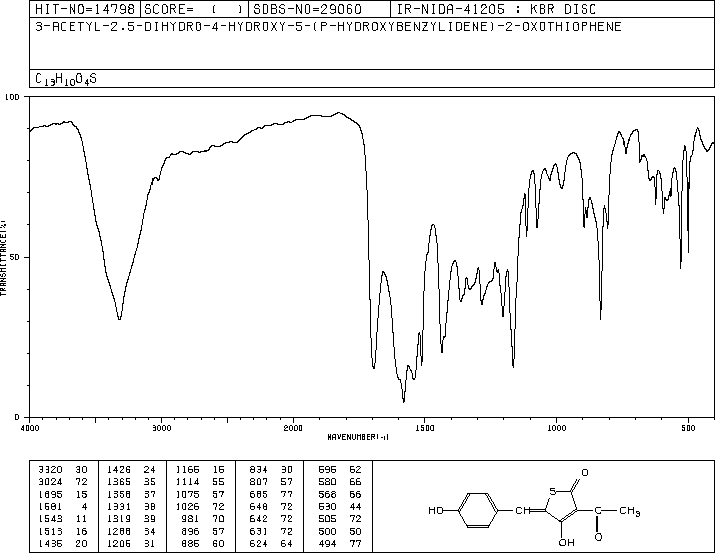 HIT-NO=14798 SCORE= ( ) SDBS-NO=29060 IR-NIDA-41205 : KBR DISC
3-ACETYL-2.5-DIHYDRO-4-HYDROXY-5-(P-HYDROXYBENZYLIDENE)-2-OXOTHIOPHENE
C13H10O4S
100
50
0
TRANSMITTANCE(%)
4000 3000 2000 1500 1000 500
WAVENUMBER(-1)
3320 30 1426 24 1166 15 834 30 595 62
3024 72 1365 35 1114 55 807 57 580 66
1695 15 1358 37 1075 57 685 77 568 66
1581 4 1331 38 1026 72 648 72 530 44
1543 11 1319 39 981 70 642 72 505 72
1513 16 1288 34 896 57 631 72 500 50
1435 20 1205 31 885 60 624 64 494 77
S
O
HO
CH
CH3
OH
O